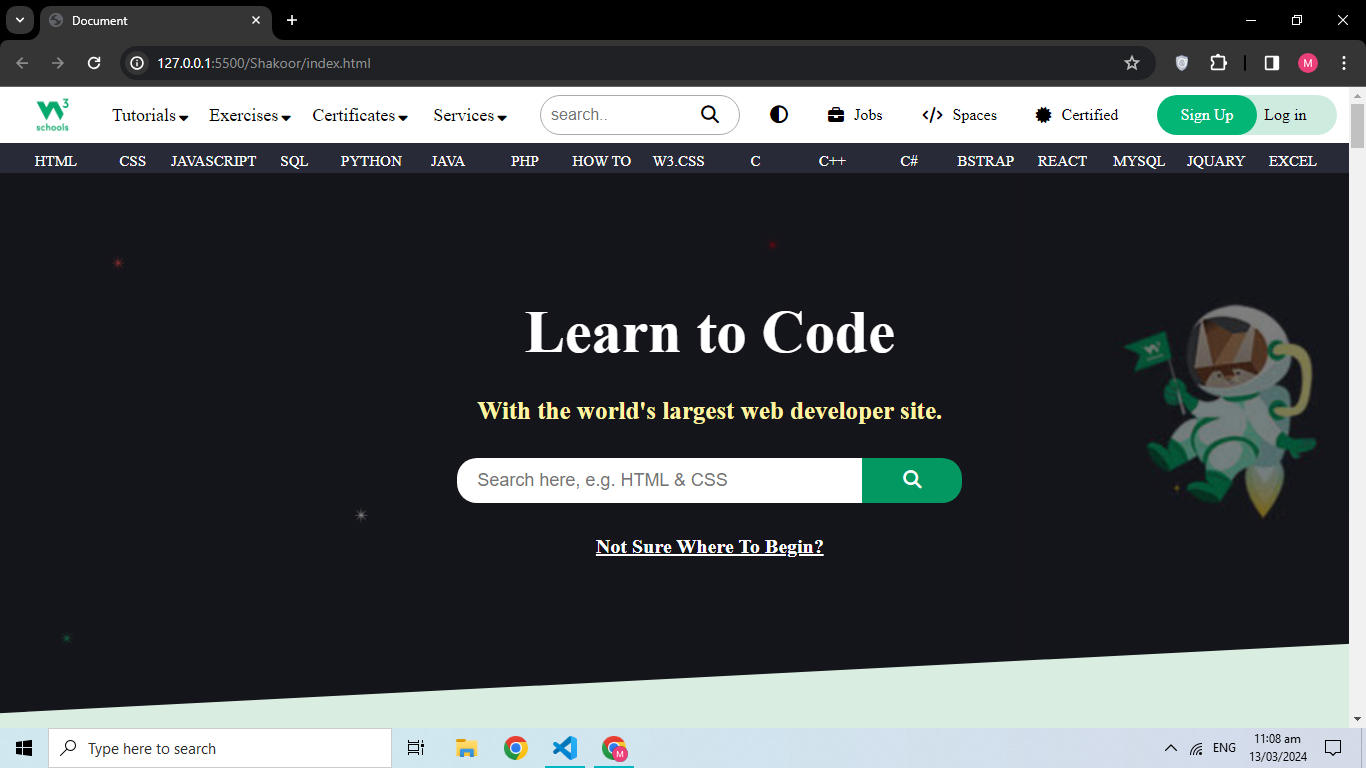 Document
127.0.0.1:5500/Shakoor/index.html
M
3
schools
Tutorials Exercises Certificates Services search.. Jobs Spaces Certified Sign Up Log in
HTML CSS JAVASCRIPT SQL PYTHON JAVA PHP HOW TO W3.CSS C C++ C# BSTRAP REACT MYSQL JQUARY EXCEL
Learn to Code
schools
With the world's largest web developer site.
Search here, e.g. HTML & CSS
Not Sure Where To Begin?
Type here to search
M
ENG
11:08 am
13/03/2024